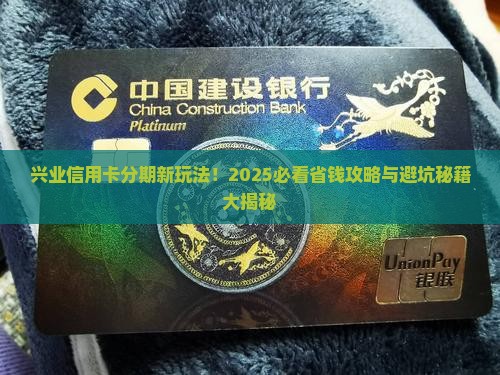 中国建设银行
China Construction Bank
Platinum
兴业信用卡分期新玩法！2025必看省钱攻略与避坑秘籍
大揭秘
UnionPay
银联